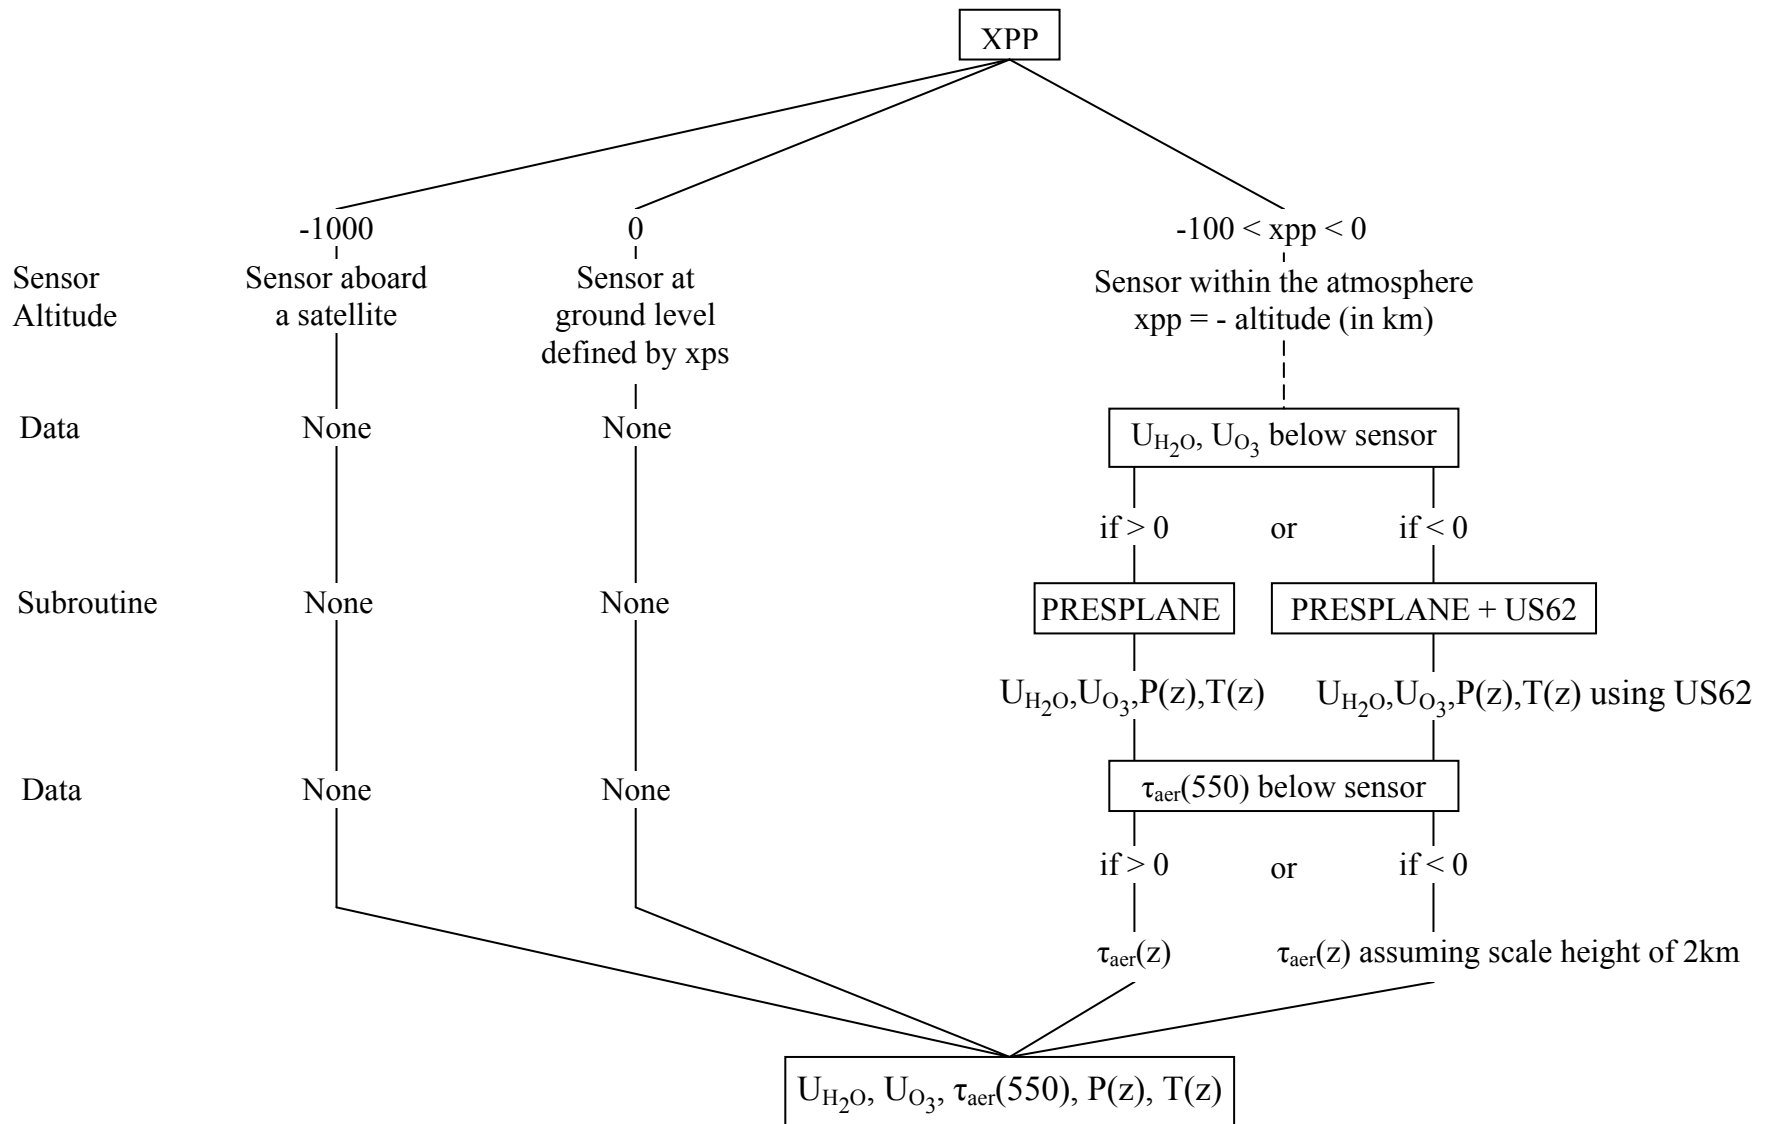 XPP
-1000
0
-100 < xpp < 0
Sensor
Altitude
Sensor aboard
a satellite
Sensor at
ground level
defined by xps
Sensor within the atmosphere
xpp = - altitude (in km)
Data
None
None
U_H₂O, U_O₃ below sensor
if > 0
or
if < 0
Subroutine
None
None
PRESPLANE
PRESPLANE + US62
U_H₂O,U_O₃,P(z),T(z)
U_H₂O,U_O₃,P(z),T(z) using US62
Data
None
None
τ_aer(550) below sensor
if > 0
or
if < 0
τ_aer(z)
τ_aer(z) assuming scale height of 2km
U_H₂O, U_O₃, τ_aer(550), P(z), T(z)